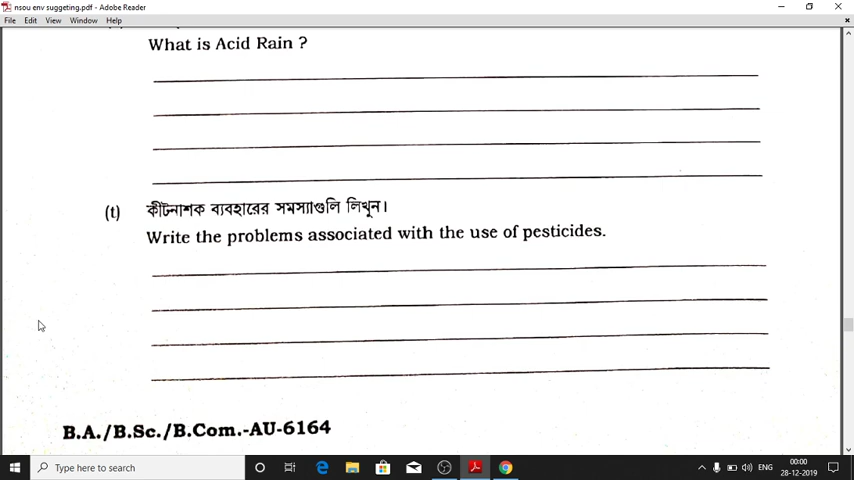 nsou env suggeting.pdf - Adobe Reader
File Edit View Window Help
What is Acid Rain ?
(t) কীটনাশক ব্যবহারের সমস্যাগুলি লিখুন।
Write the problems associated with the use of pesticides.
B.A./B.Sc./B.Com.-AU-6164
Type here to search
ENG
00:00
28-12-2019